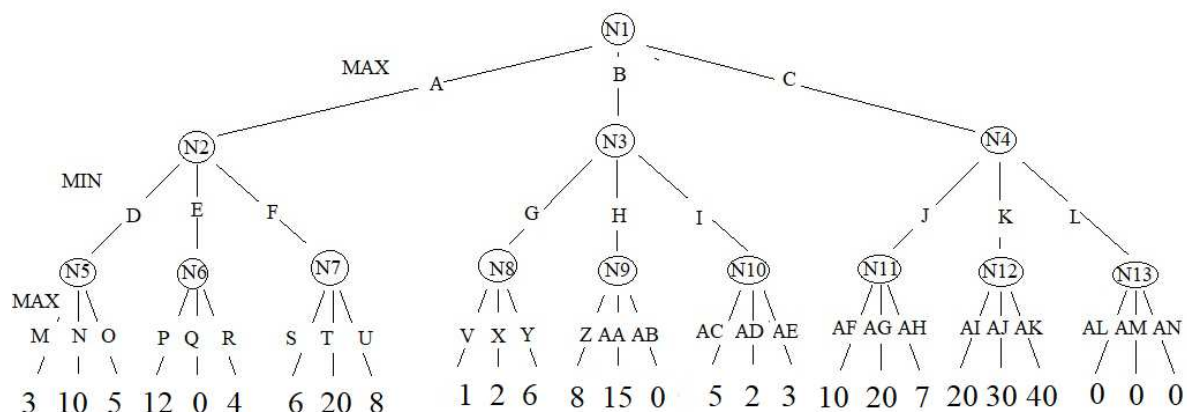 N1
MAX A B C
N2 N3 N4
MIN
D E F G H I J K L
N5 N6 N7 N8 N9 N10 N11 N12 N13
MAX
M N O P Q R S T U V X Y Z AA AB AC AD AE AF AG AH AI AJ AK AL AM AN
3 10 5 12 0 4 6 20 8 1 2 6 8 15 0 5 2 3 10 20 7 20 30 40 0 0 0